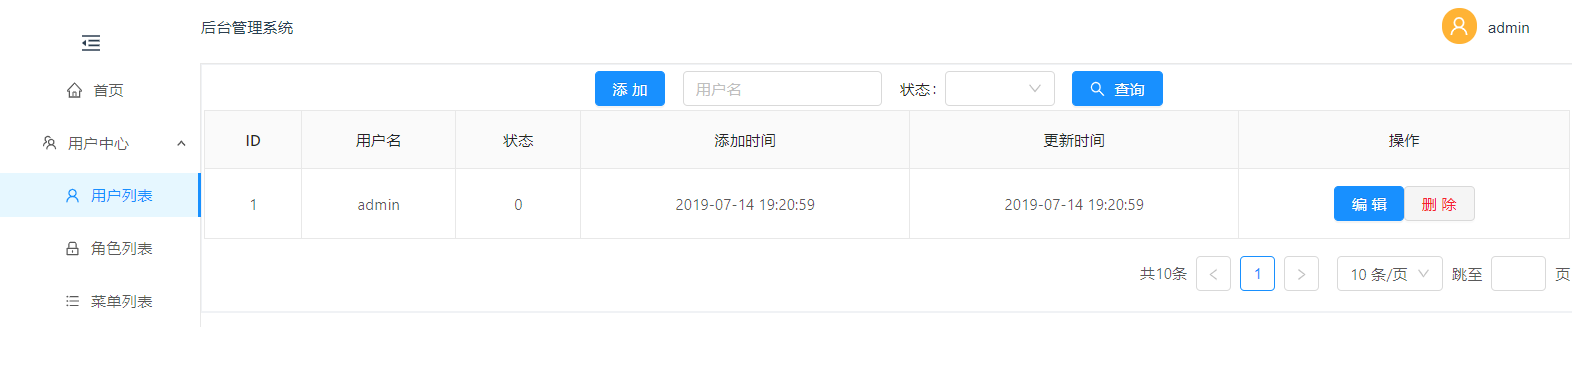 后台管理系统
admin
首页
添 加 用户名 状态： 查询
用户中心
ID 用户名 状态 添加时间 更新时间 操作
用户列表
1 admin 0 2019-07-14 19:20:59 2019-07-14 19:20:59 编 辑 删 除
角色列表
共10条 1 10 条/页 跳至 页
菜单列表